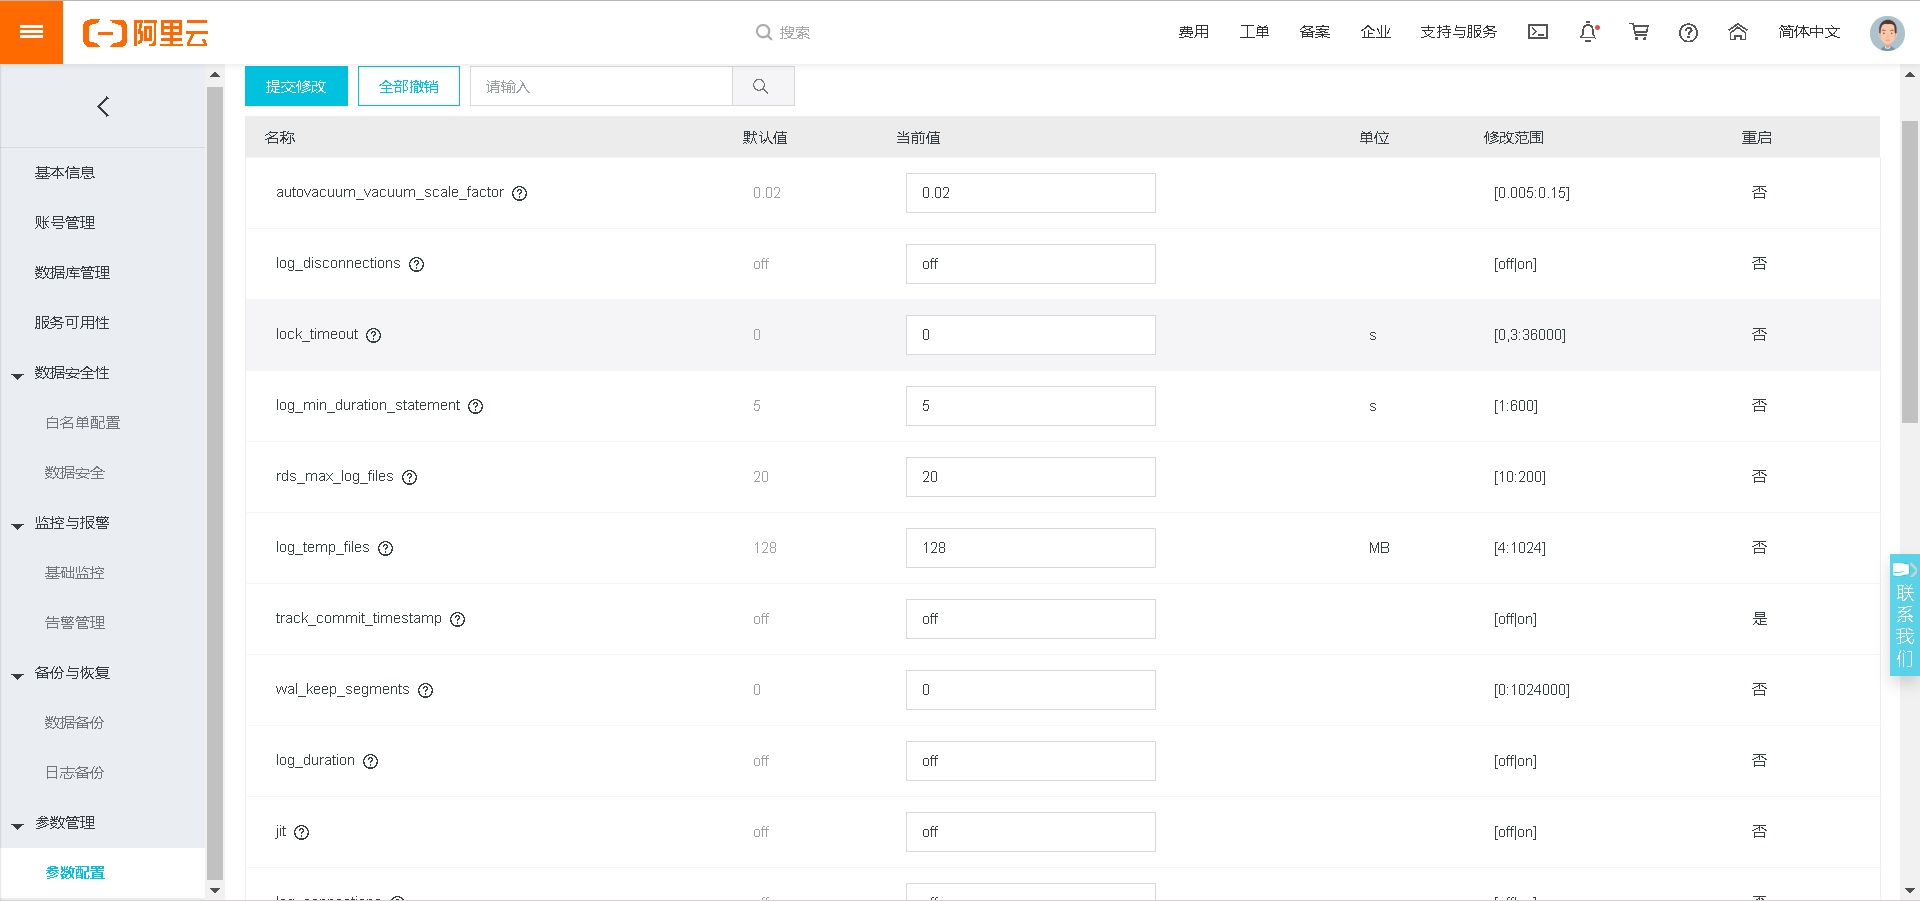 阿里云
搜索
费用
工单
备案
企业
支持与服务
简体中文
基本信息
账号管理
数据库管理
服务可用性
数据安全性
白名单配置
数据安全
监控与报警
基础监控
告警管理
备份与恢复
数据备份
日志备份
参数管理
参数配置
提交修改 全部撤销 请输入
名称 默认值 当前值 单位 修改范围 重启
autovacuum_vacuum_scale_factor 0.02 0.02 [0.005:0.15] 否
log_disconnections off off [off|on] 否
lock_timeout 0 0 s [0,3:36000] 否
log_min_duration_statement 5 5 s [1:600] 否
rds_max_log_files 20 20 [10:200] 否
log_temp_files 128 128 MB [4:1024] 否
track_commit_timestamp off off [off|on] 是
wal_keep_segments 0 0 [0:1024000] 否
log_duration off off [off|on] 否
jit off off [off|on] 否
联系我们